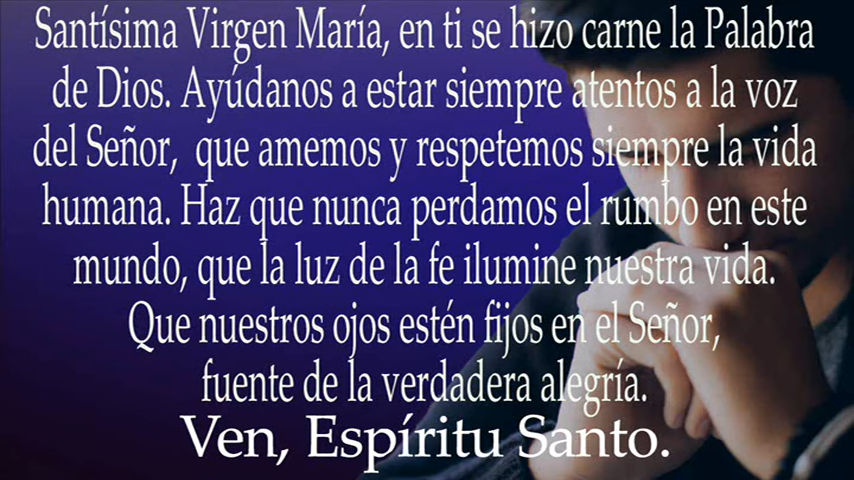 Santísima Virgen María, en ti se hizo carne la Palabra
de Dios. Ayúdanos a estar siempre atentos a la voz
del Señor, que amemos y respetemos siempre la vida
humana. Haz que nunca perdamos el rumbo en este
mundo, que la luz de la fe ilumine nuestra vida.
Que nuestros ojos estén fijos en el Señor,
fuente de la verdadera alegría.
Ven, Espíritu Santo.